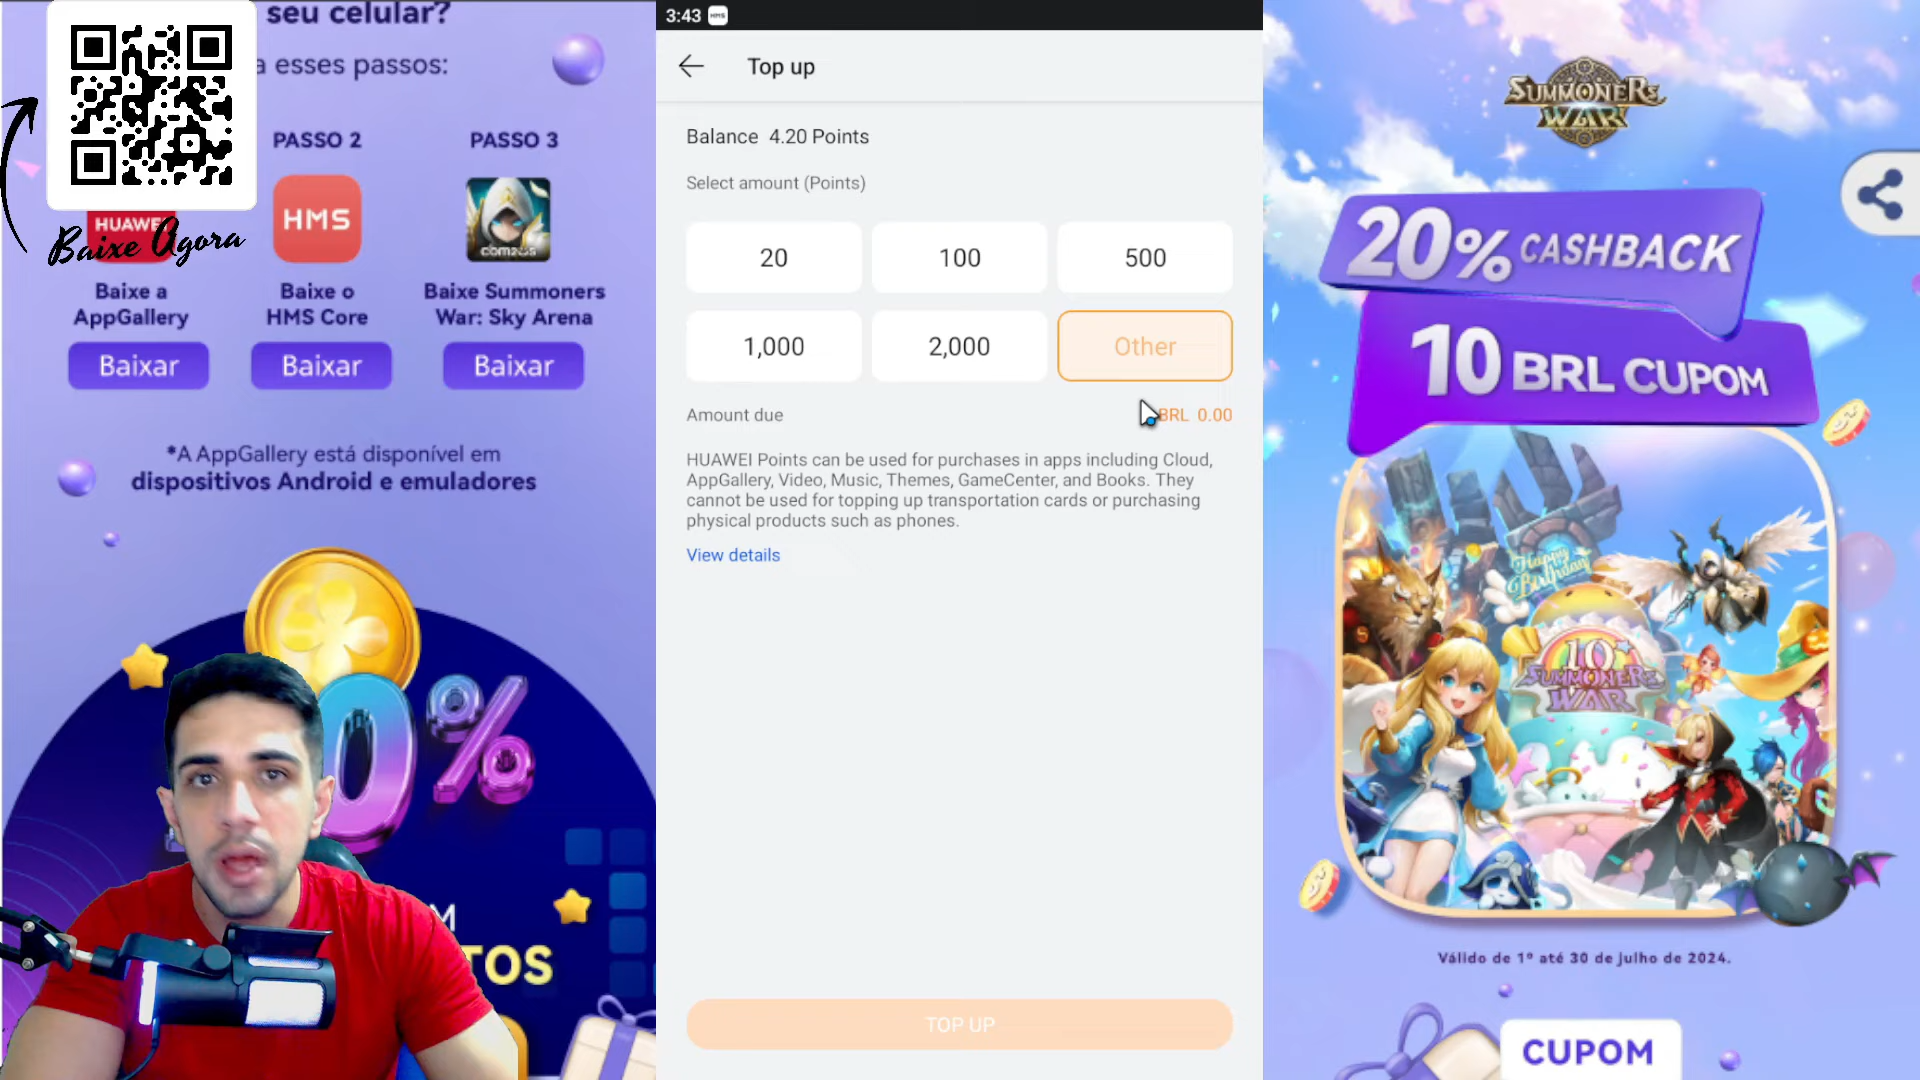 seu celular?
a esses passos:
PASSO 2
PASSO 3
HUAWEI
HMS
com2us
Baixe Agora
Baixe a
AppGallery
Baixe o
HMS Core
Baixe Summoners
War: Sky Arena
Baixar
Baixar
Baixar
*A AppGallery está disponível em
dispositivos Android e emuladores
0%
M
TOS
3:43
HMS
Top up
Balance 4.20 Points
Select amount (Points)
20
100
500
1,000
2,000
Other
Amount due
BRL 0.00
HUAWEI Points can be used for purchases in apps including Cloud,
AppGallery, Video, Music, Themes, GameCenter, and Books. They
cannot be used for topping up transportation cards or purchasing
physical products such as phones.
View details
TOP UP
SUMMONERS
WAR
20% CASHBACK
10 BRL CUPOM
Happy
Birthday
10
SUMMONERS
WAR
Válido de 1º até 30 de julho de 2024.
CUPOM